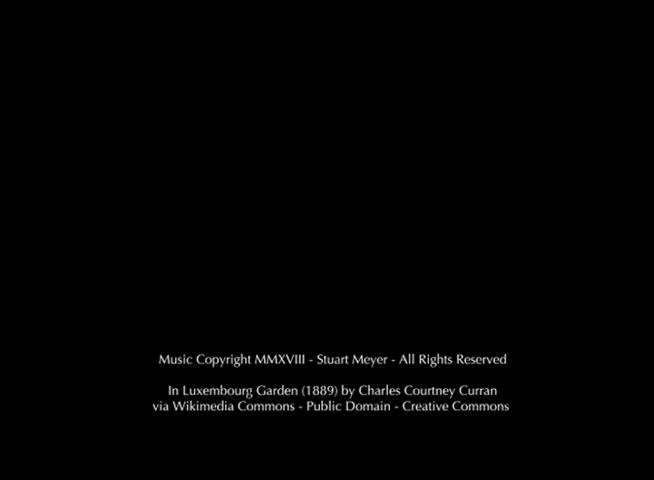 Music Copyright MMXVIII - Stuart Meyer - All Rights Reserved
In Luxembourg Garden (1889) by Charles Courtney Curran
via Wikimedia Commons - Public Domain - Creative Commons